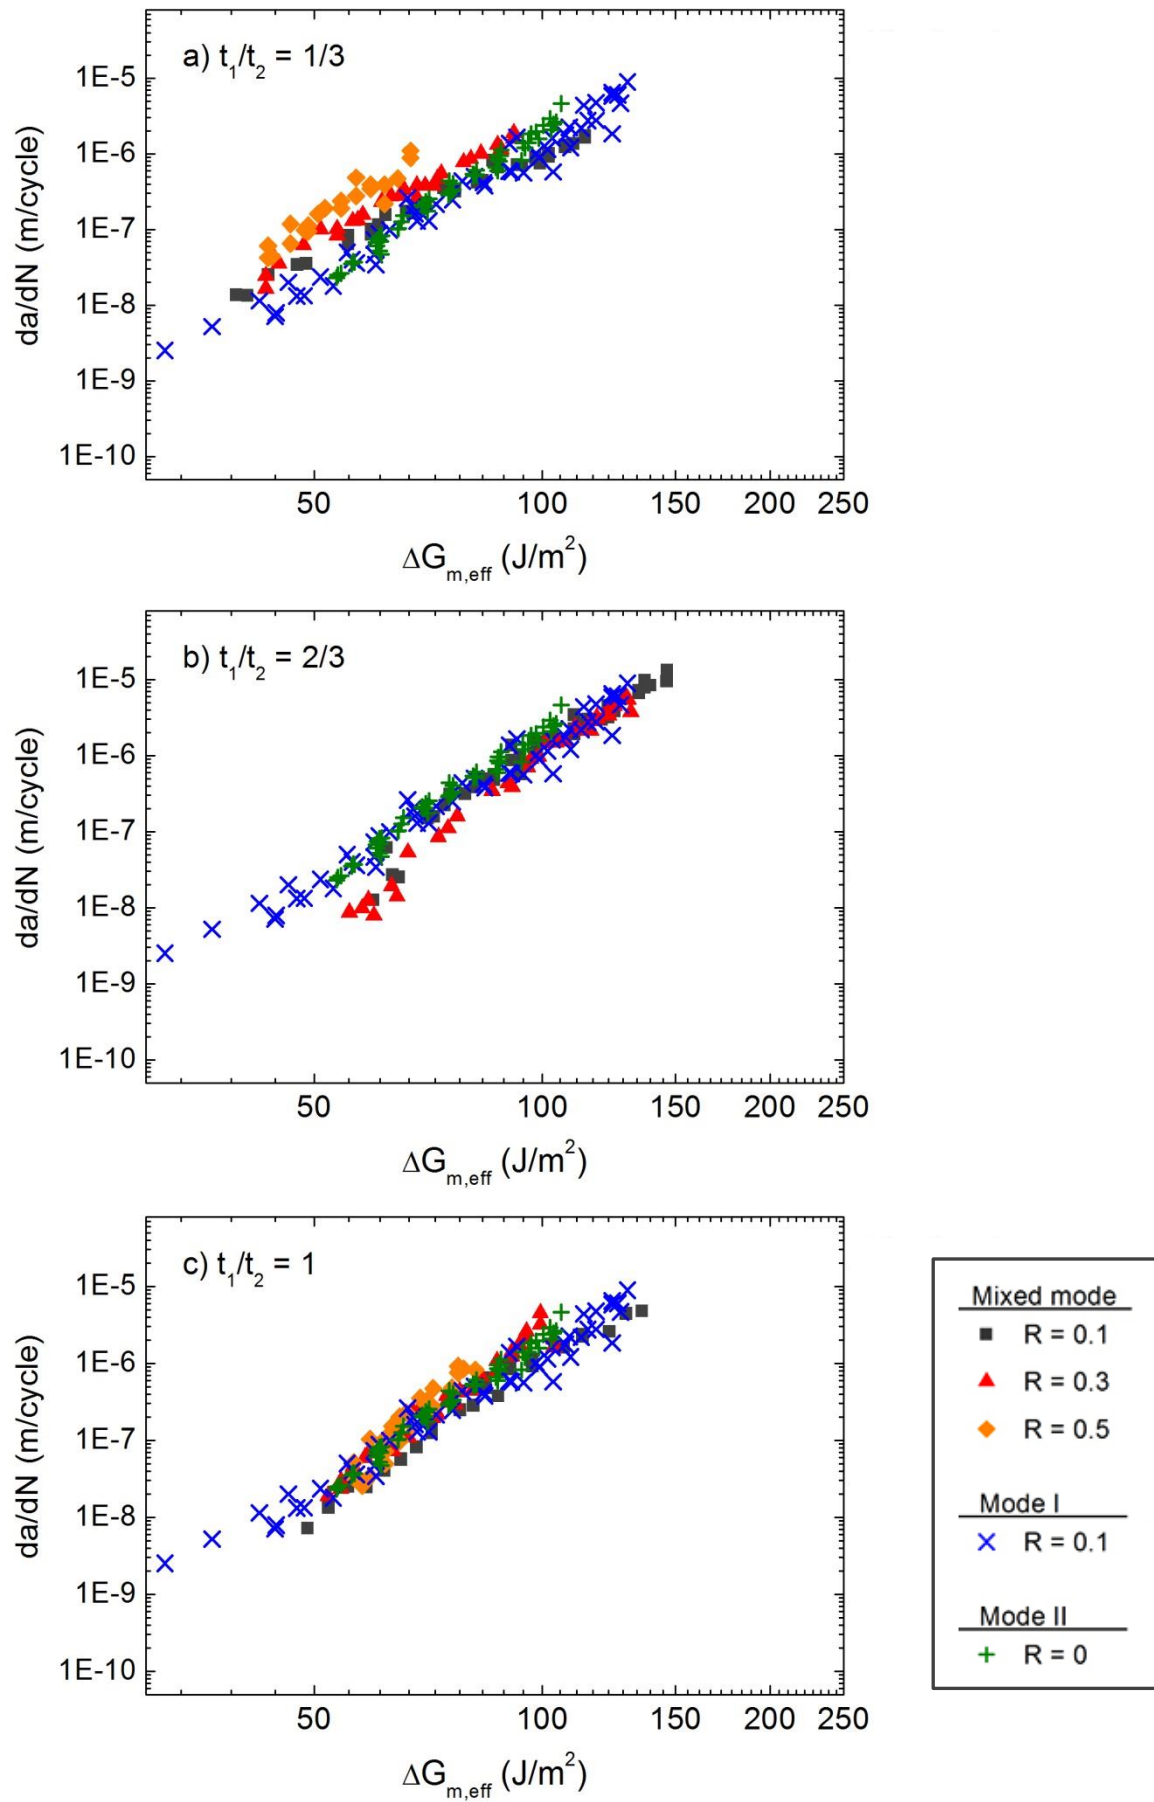 a) t₁/t₂ = 1/3
1E-5
1E-6
1E-7
1E-8
1E-9
1E-10
da/dN (m/cycle)
50 100 150 200 250
ΔGₘ,eff (J/m²)
b) t₁/t₂ = 2/3
1E-5
1E-6
1E-7
1E-8
1E-9
1E-10
da/dN (m/cycle)
50 100 150 200 250
ΔGₘ,eff (J/m²)
c) t₁/t₂ = 1
1E-5
1E-6
1E-7
1E-8
1E-9
1E-10
da/dN (m/cycle)
50 100 150 200 250
ΔGₘ,eff (J/m²)
Mixed mode
R = 0.1
R = 0.3
R = 0.5
Mode I
R = 0.1
Mode II
R = 0